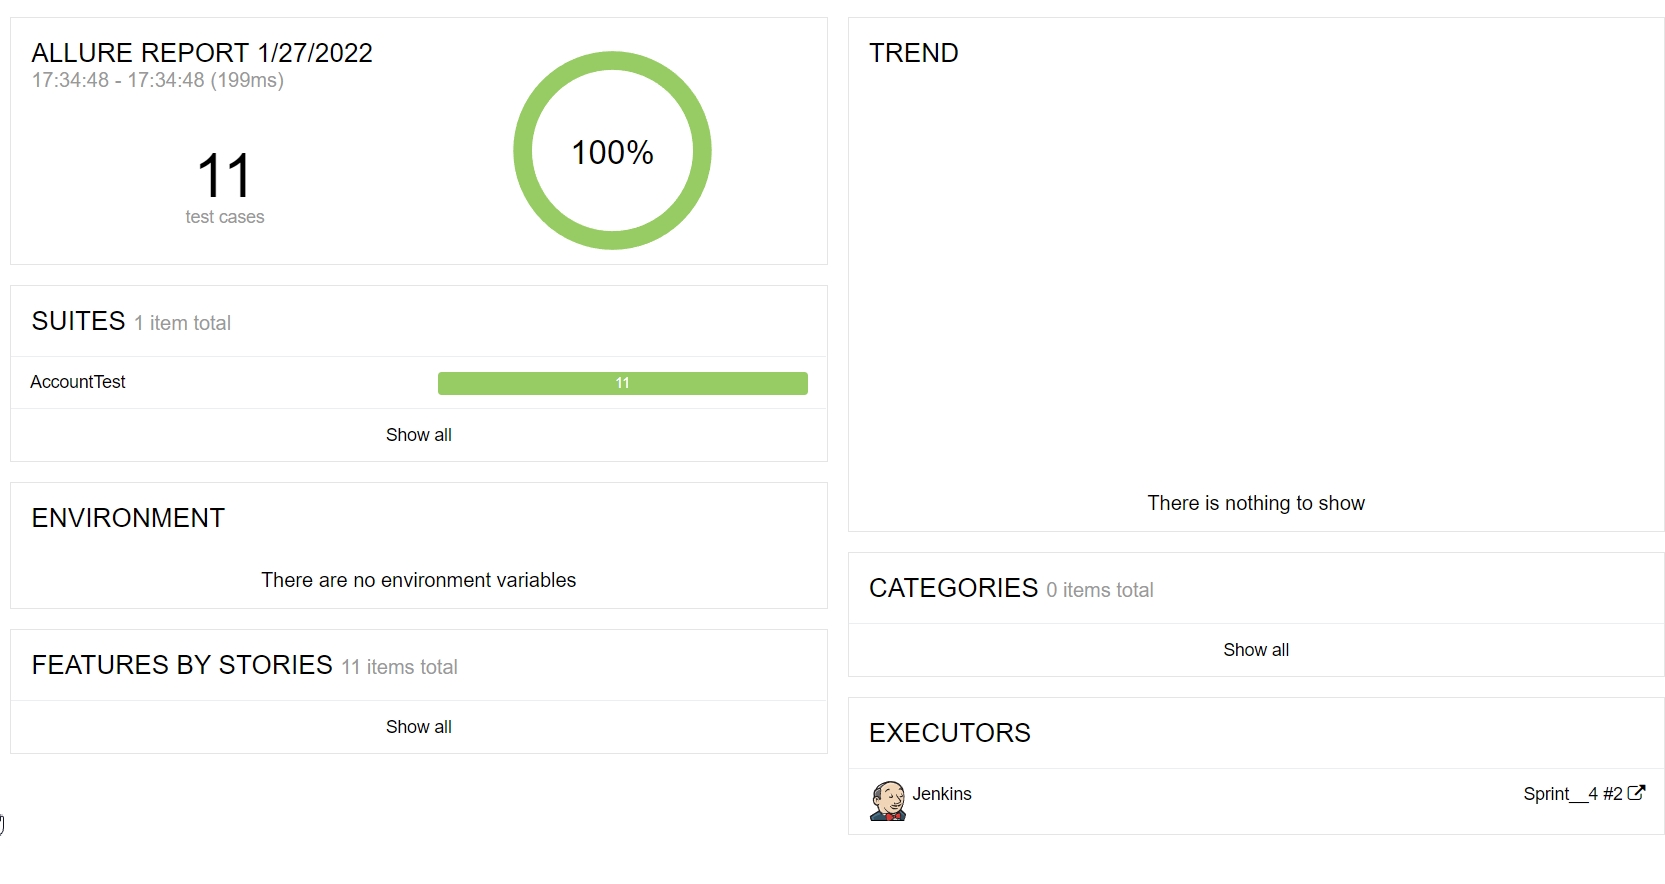 ALLURE REPORT 1/27/2022
17:34:48 - 17:34:48 (199ms)
11
test cases
100%
SUITES 1 item total
AccountTest 11
Show all
ENVIRONMENT
There are no environment variables
FEATURES BY STORIES 11 items total
Show all
TREND
There is nothing to show
CATEGORIES 0 items total
Show all
EXECUTORS
Jenkins Sprint__4 #2